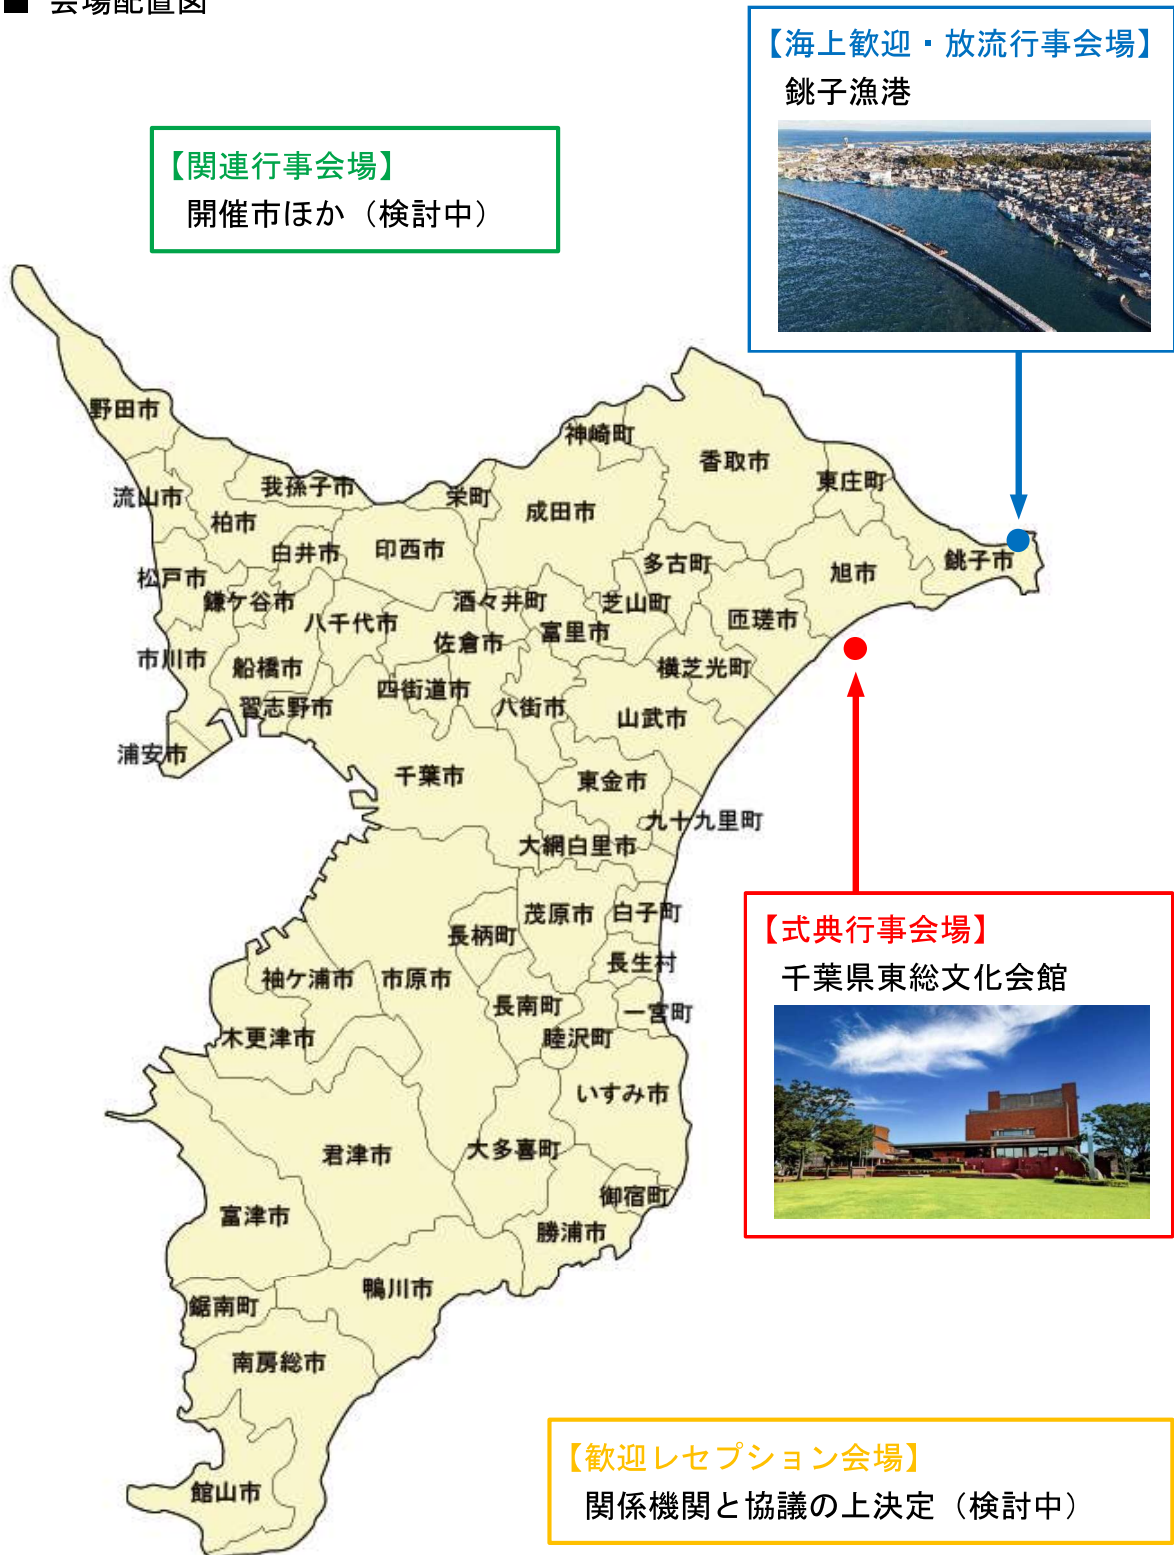 ■ 会場配置図
【海上歓迎・放流行事会場】
銚子漁港
【関連行事会場】
開催市ほか（検討中）
野田市
神崎町
香取市
東庄町
流山市
我孫子市
栄町
成田市
柏市
白井市
印西市
多古町
旭市
銚子市
松戸市
鎌ケ谷市
八千代市
酒々井町
芝山町
匝瑳市
佐倉市
富里市
市川市
船橋市
横芝光町
四街道市
習志野市
八街市
山武市
浦安市
千葉市
東金市
九十九里町
大網白里市
茂原市
白子町
長柄町
長生村
袖ケ浦市
市原市
長南町
一宮町
木更津市
睦沢町
いすみ市
君津市
大多喜町
御宿町
富津市
勝浦市
鴨川市
鋸南町
南房総市
館山市
【式典行事会場】
千葉県東総文化会館
【歓迎レセプション会場】
関係機関と協議の上決定（検討中）